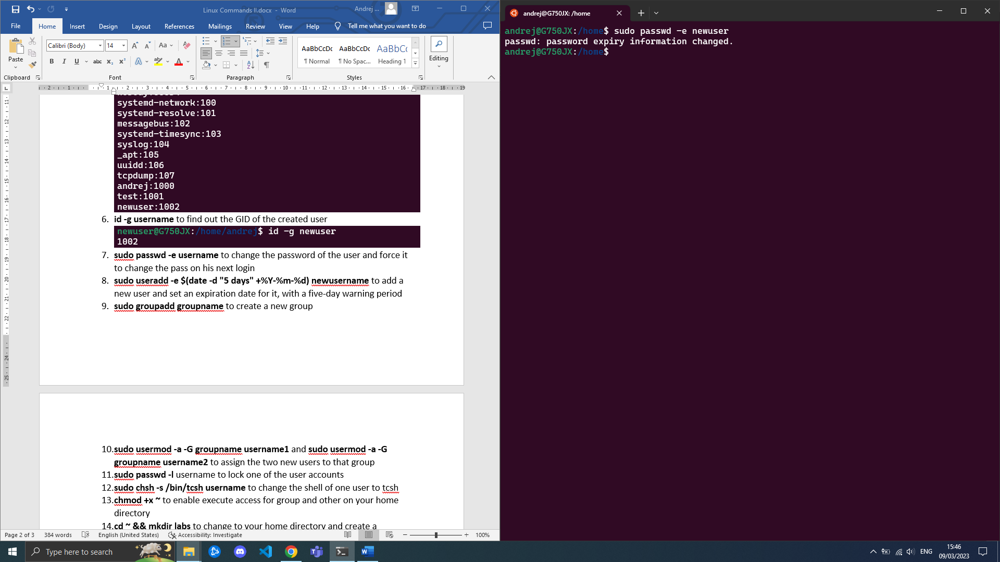 Linux Commands II.docx - Word
Andrej ...
File
Home
Insert
Design
Layout
References
Mailings
Review
View
Help
Tell me what you want to do
Paste
Clipboard
Calibri (Body)
14
Aa
B I U abc x₂ x²
A
A
Font
Paragraph
AaBbCcDc
¶ Normal
AaBbCcDc
¶ No Spac...
AaBbCc
Heading 1
Styles
Editing
2 1 1 2 3 4 5 6 7 8 9 10 11 12 13 14 15 16 17 18 19
systemd-network:100
systemd-resolve:101
messagebus:102
systemd-timesync:103
syslog:104
_apt:105
uuidd:106
tcpdump:107
andrej:1000
test:1001
newuser:1002
6. id -g username to find out the GID of the created user
newuser@G750JX:/home/andrej$ id -g newuser
1002
7. sudo passwd -e username to change the password of the user and force it
to change the pass on his next login
8. sudo useradd -e $(date -d "5 days" +%Y-%m-%d) newusername to add a
new user and set an expiration date for it, with a five-day warning period
9. sudo groupadd groupname to create a new group
10. sudo usermod -a -G groupname username1 and sudo usermod -a -G
groupname username2 to assign the two new users to that group
11. sudo passwd -l username to lock one of the user accounts
12. sudo chsh -s /bin/tcsh username to change the shell of one user to tcsh
13. chmod +x ~ to enable execute access for group and other on your home
directory
14. cd ~ && mkdir labs to change to your home directory and create a
Page 2 of 3
384 words
English (United States)
Accessibility: Investigate
100%
andrej@G750JX: /home
andrej@G750JX:/home$ sudo passwd -e newuser
passwd: password expiry information changed.
andrej@G750JX:/home$
Type here to search
ENG
15:46
09/03/2023